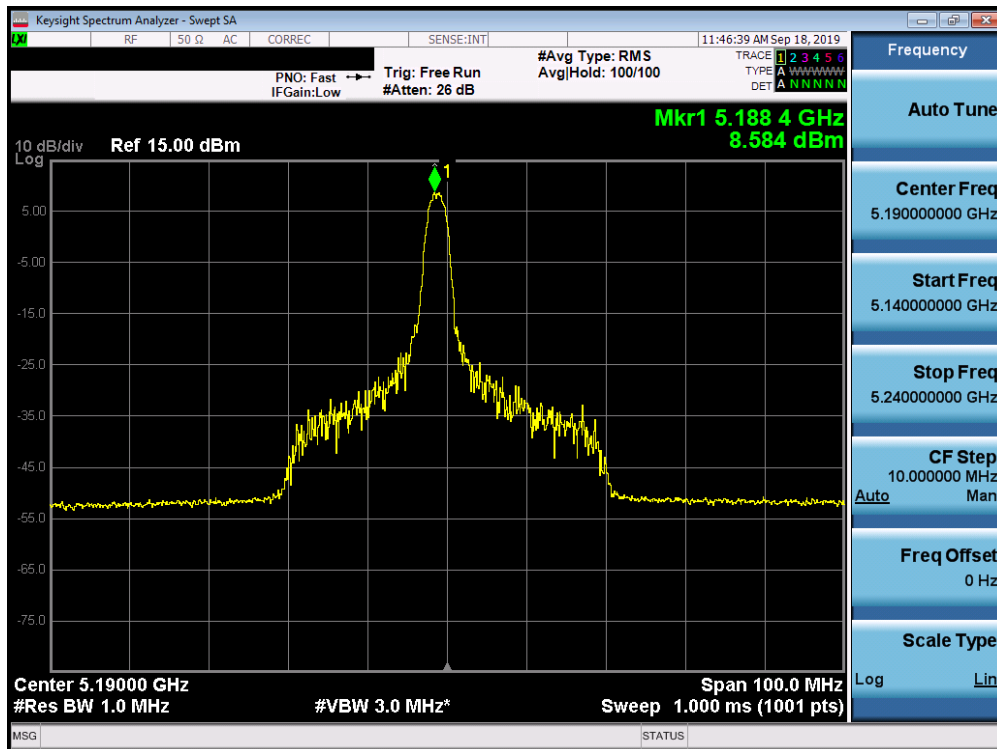 Keysight Spectrum Analyzer - Swept SA
LXI RF 50 Ω AC CORREC SENSE:INT 11:46:39 AM Sep 18, 2019
Frequency
#Avg Type: RMS TRACE 1 2 3 4 5 6
PNO: Fast Trig: Free Run Avg|Hold: 100/100 TYPE A WWWWW
IFGain:Low #Atten: 26 dB DET A N N N N N
Mkr1 5.188 4 GHz
8.584 dBm
10 dB/div Ref 15.00 dBm
Log
1
5.00
-5.00
-15.0
-25.0
-35.0
-45.0
-55.0
-65.0
-75.0
Center 5.19000 GHz Span 100.0 MHz
#Res BW 1.0 MHz #VBW 3.0 MHz* Sweep 1.000 ms (1001 pts)
MSG STATUS
Auto Tune
Center Freq
5.190000000 GHz
Start Freq
5.140000000 GHz
Stop Freq
5.240000000 GHz
CF Step
10.000000 MHz
Auto Man
Freq Offset
0 Hz
Scale Type
Log Lin